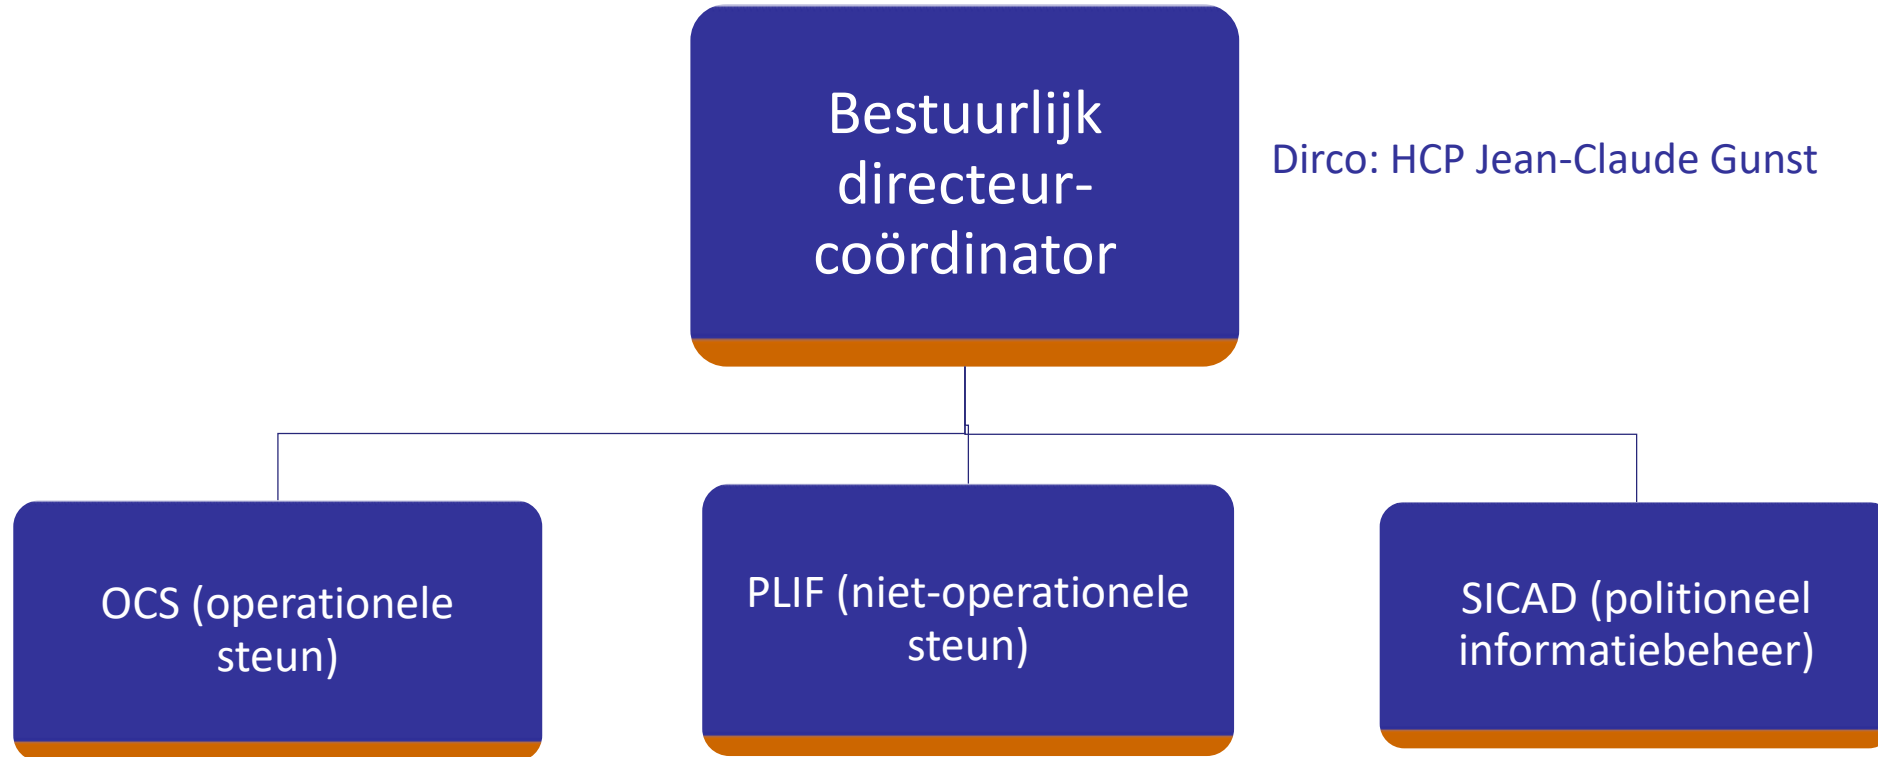 Bestuurlijk
directeur-
coördinator
Dirco: HCP Jean-Claude Gunst
OCS (operationele
steun)
PLIF (niet-operationele
steun)
SICAD (politioneel
informatiebeheer)